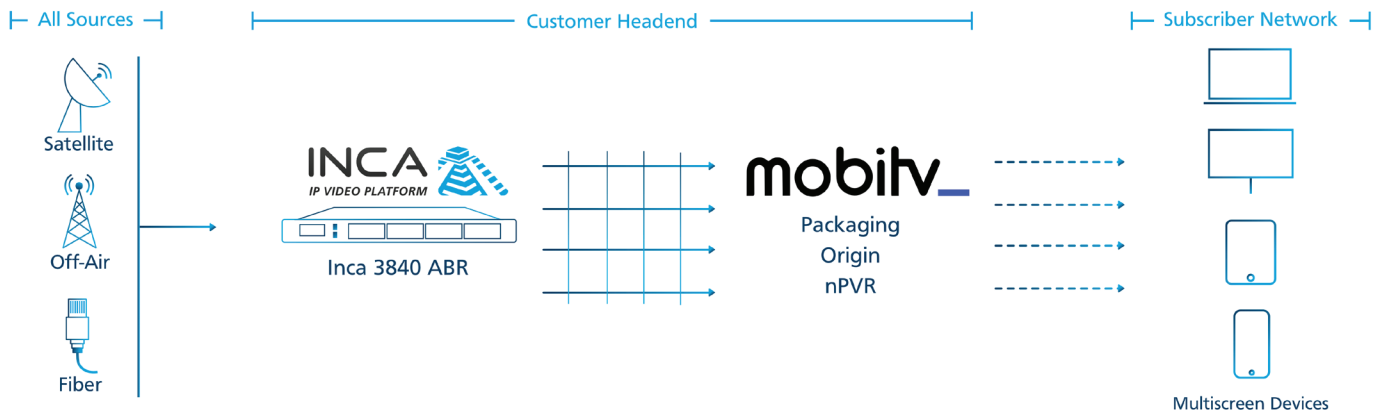 All Sources
Customer Headend
Subscriber Network
Satellite
Off-Air
Fiber
INCA
IP VIDEO PLATFORM
Inca 3840 ABR
mobitv_
Packaging
Origin
nPVR
Multiscreen Devices